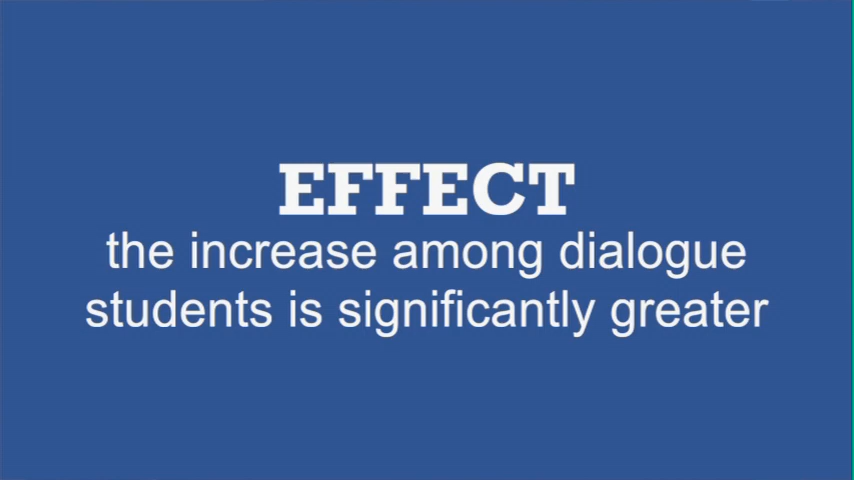 EFFECT
the increase among dialogue
students is significantly greater